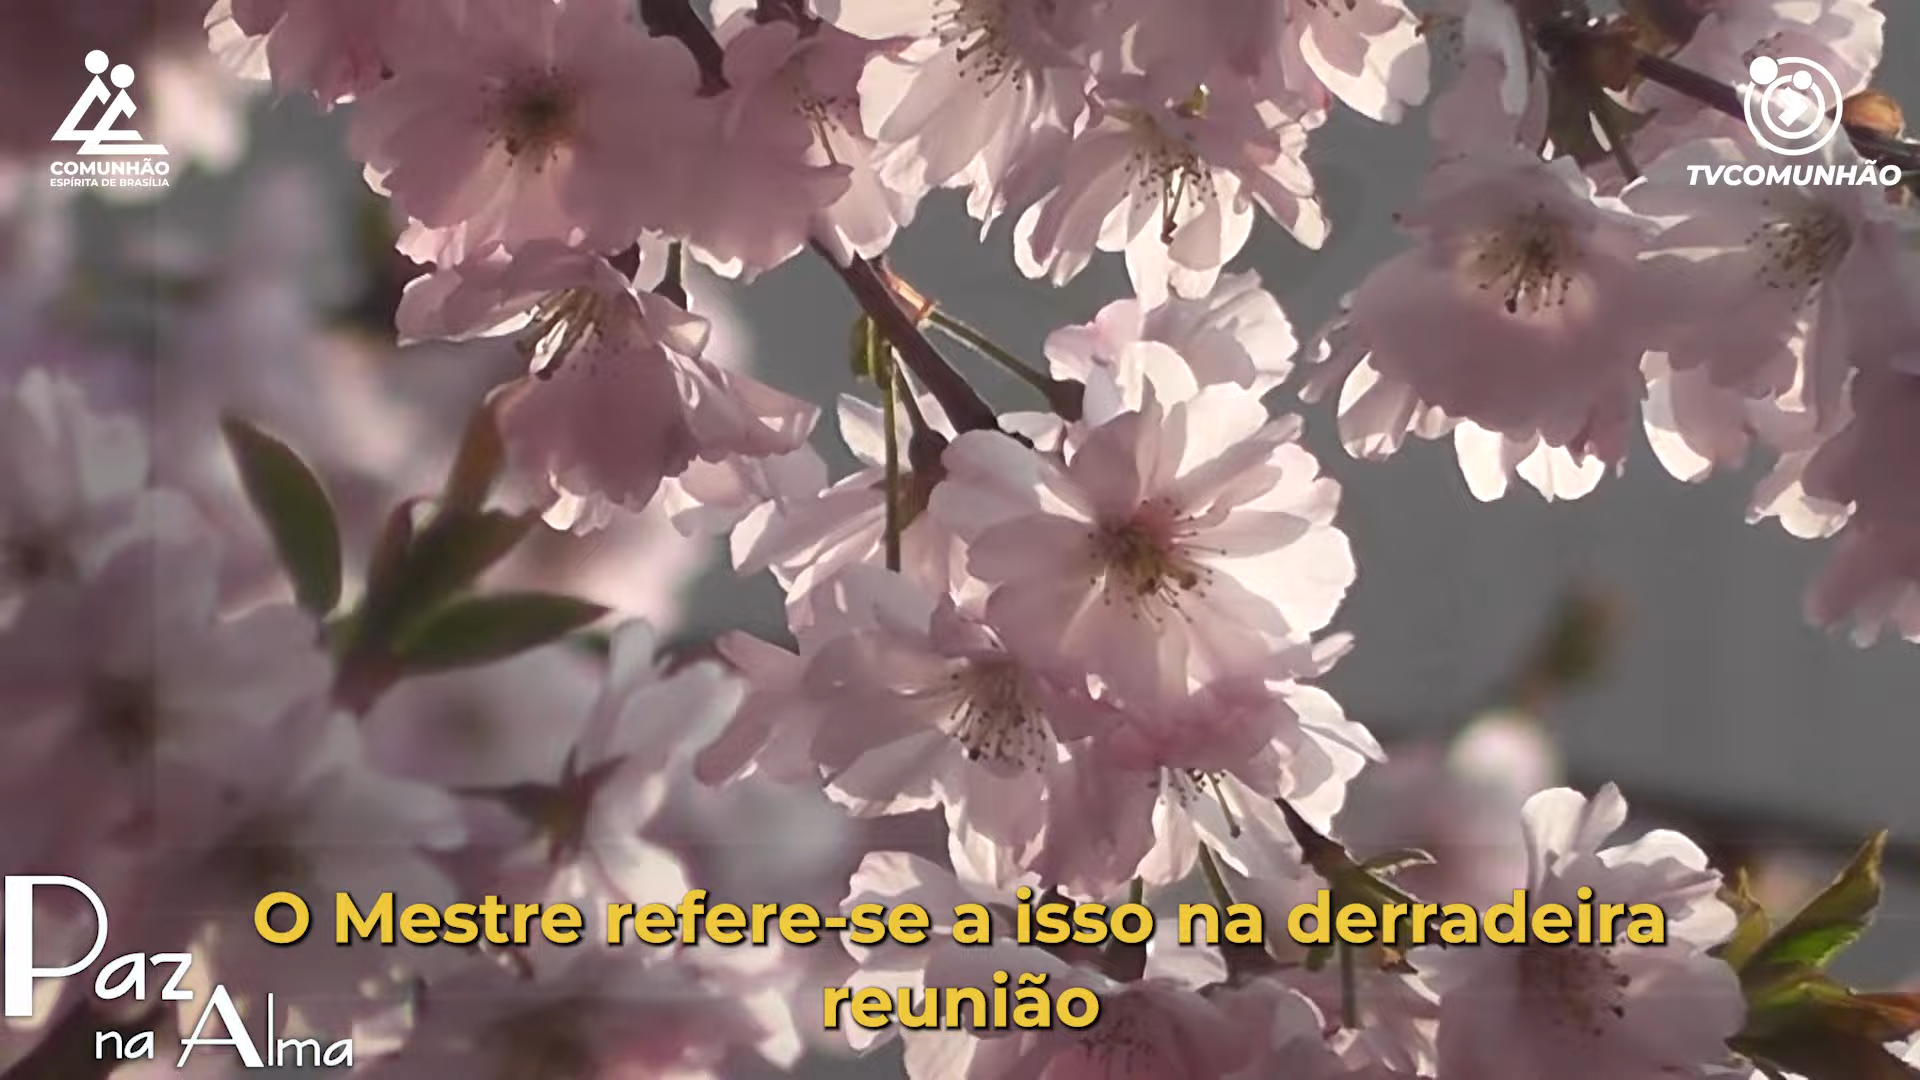 COMUNHÃO
ESPÍRITA DE BRASÍLIA
TVCOMUNHÃO
O Mestre refere-se a isso na derradeira
reunião
Paz
na Alma